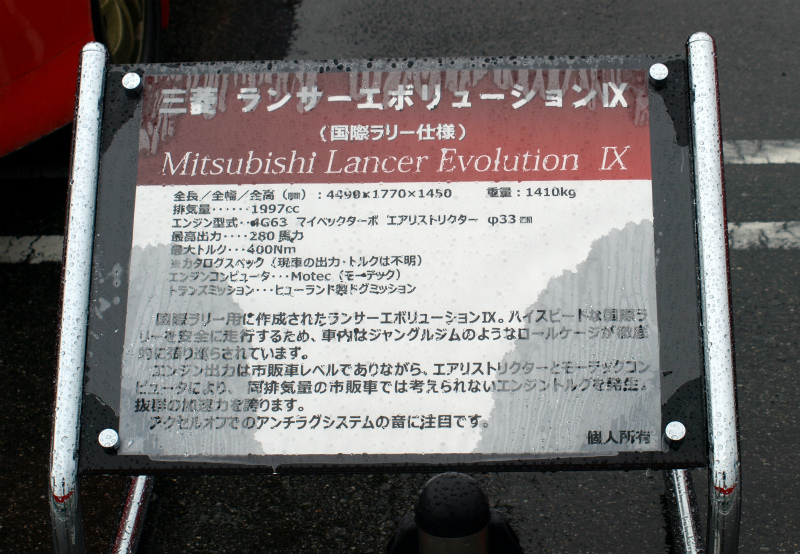 三菱 ランサーエボリューションⅨ
(国際ラリー仕様)
Mitsubishi Lancer Evolution Ⅸ
全長/全幅/全高(㎜):4490x1770×1450 重量:1410kg
排気量‥‥‥1997cc
エンジン型式‥4G63 マイベックターボ エアリストリクター φ33㎜
最高出力‥‥280 馬力
最大トルク‥‥400Nm
※カタログスペック(現車の出力・トルクは不明)
エンジンコンピュータ‥‥Motec(モーテック)
トランスミッション‥‥ヒューランド製ドグミッション
国際ラリー用に作成されたランサーエボリューションⅨ。ハイスピードな国際ラ
リーを安全に走行するため、車内はジャングルジムのようなロールケージが徹底
的に張り巡らされています。
エンジン出力は市販車レベルでありながら、エアリストリクターとモーテックコン
ピュータにより、同排気量の市販車では考えられないエンジントルクを発生。
抜群の加速力を誇ります。
アクセルオフでのアンチラグシステムの音に注目です。
個人所有